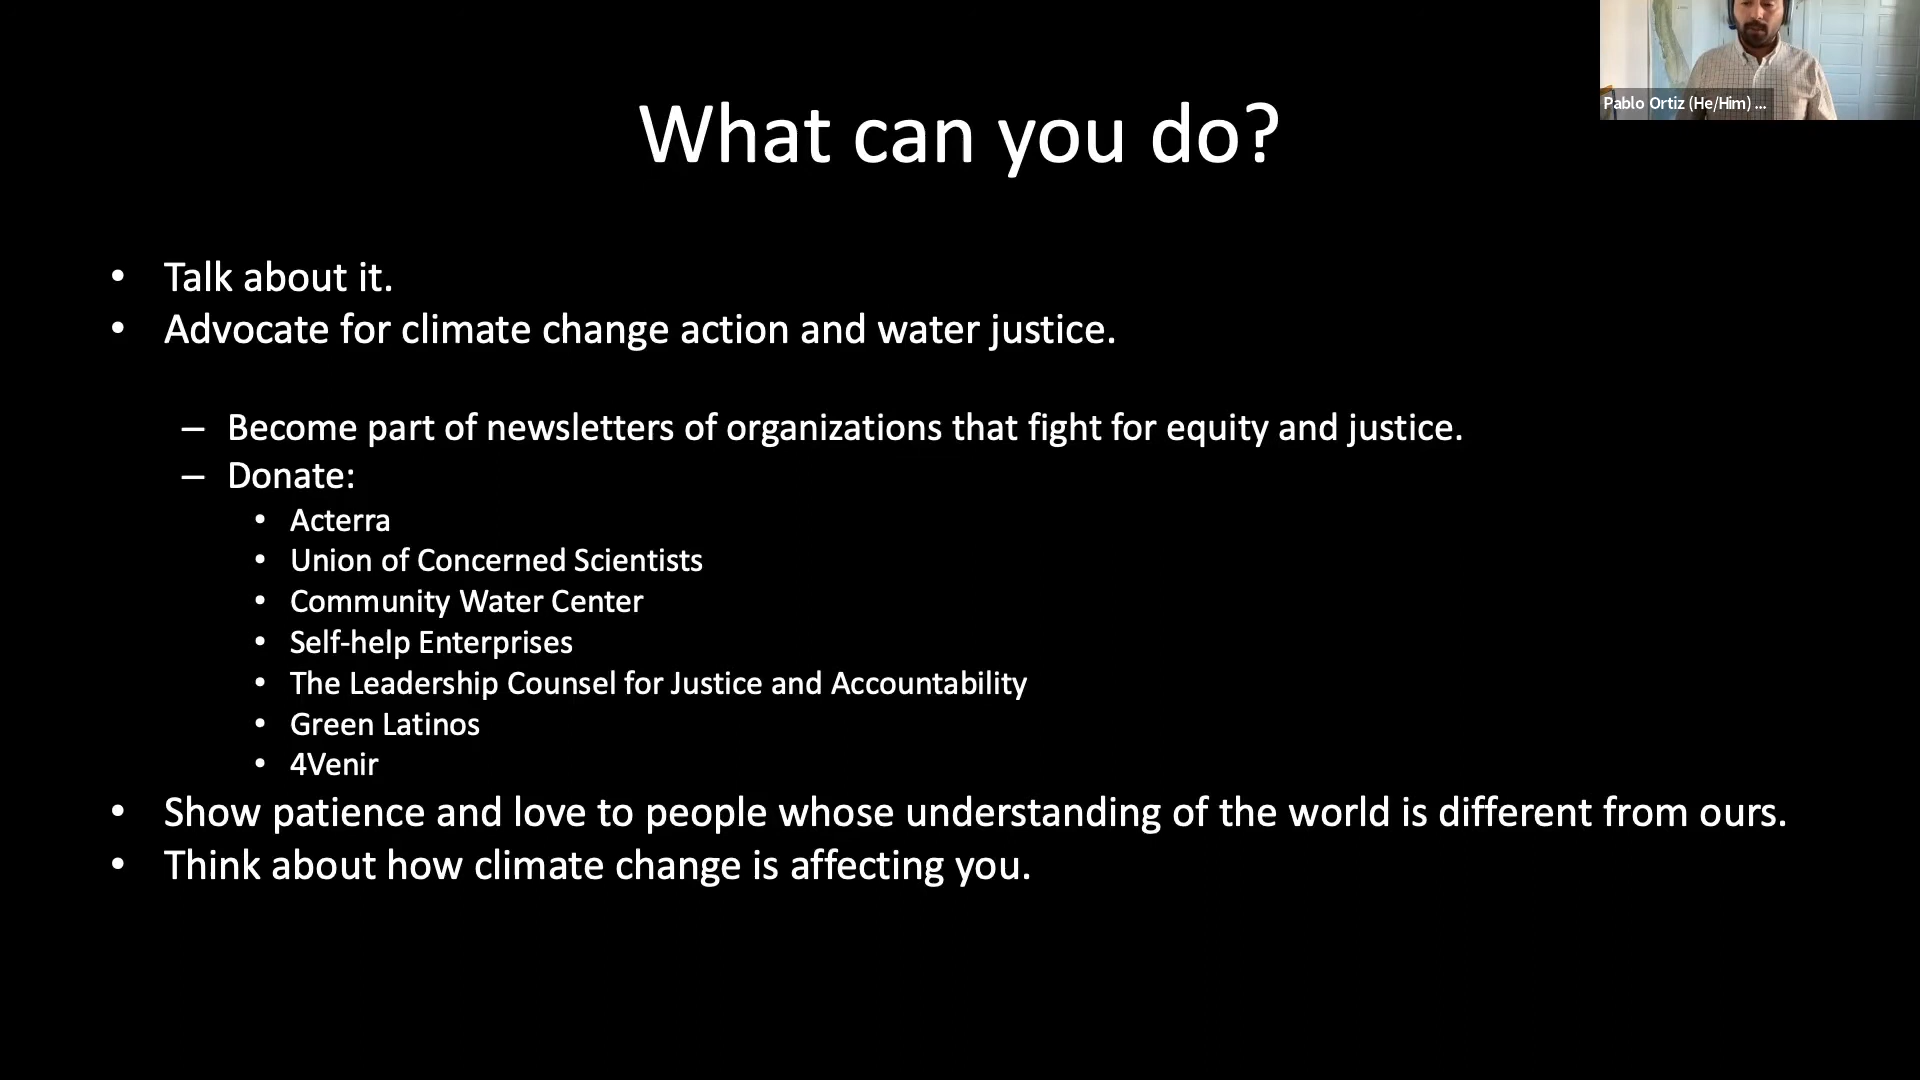 Pablo Ortiz (He/Him) ...
What can you do?
• Talk about it.
• Advocate for climate change action and water justice.
– Become part of newsletters of organizations that fight for equity and justice.
– Donate:
• Acterra
• Union of Concerned Scientists
• Community Water Center
• Self-help Enterprises
• The Leadership Counsel for Justice and Accountability
• Green Latinos
• 4Venir
• Show patience and love to people whose understanding of the world is different from ours.
• Think about how climate change is affecting you.